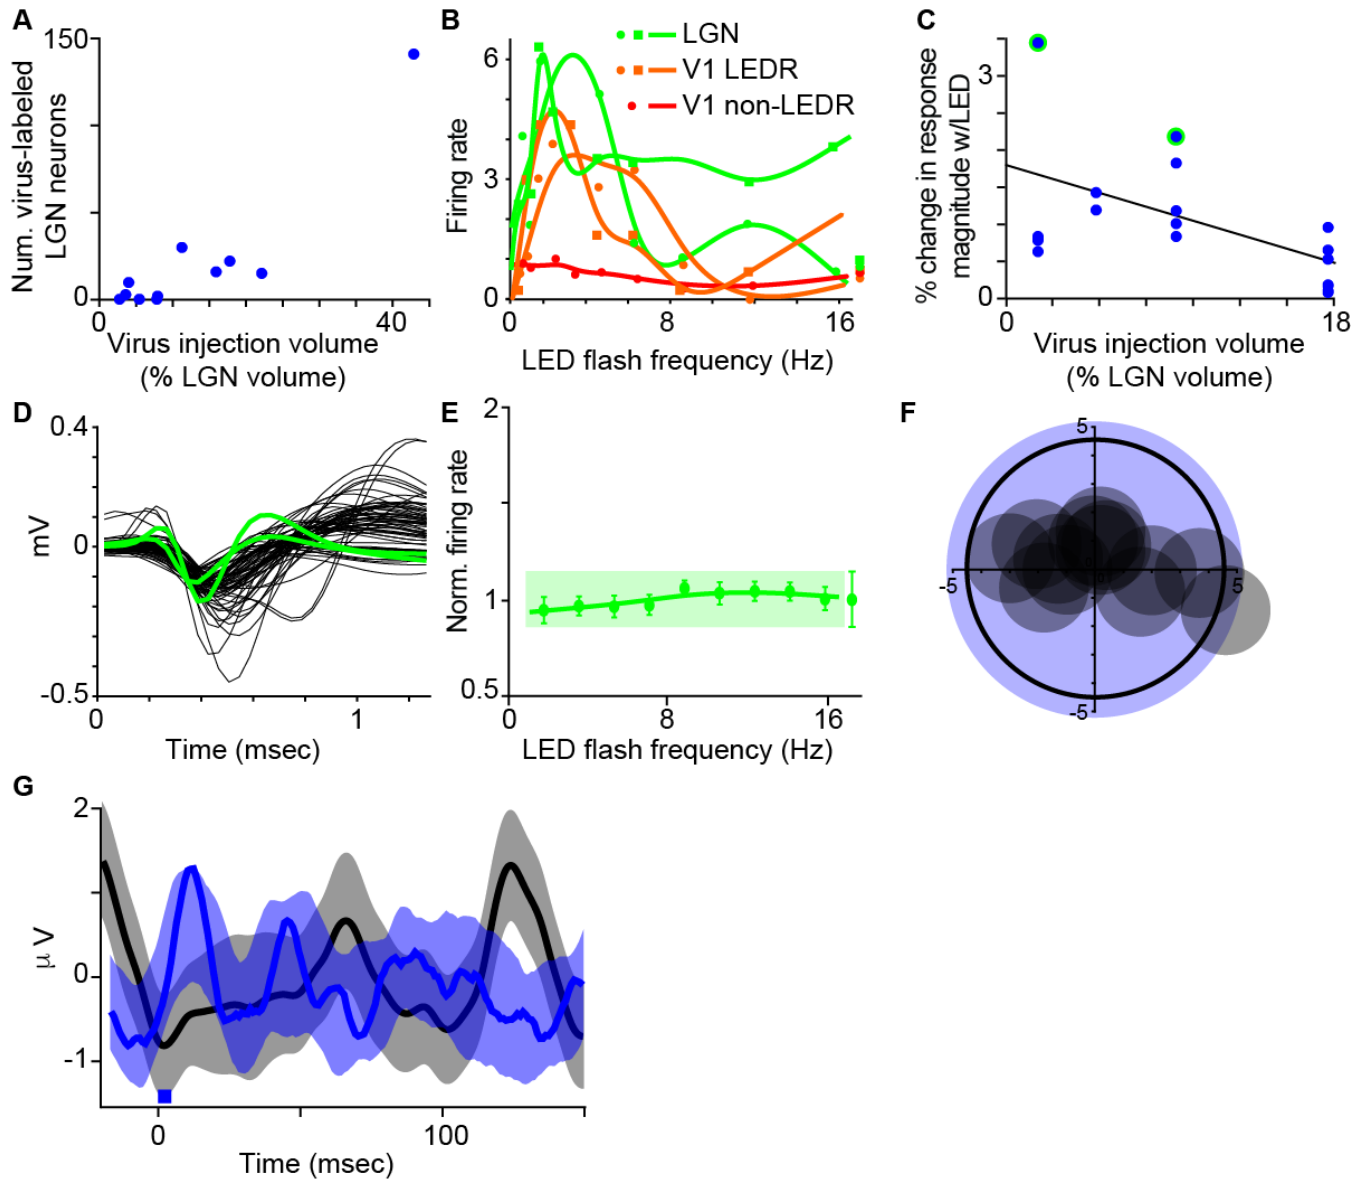 A
150
0
Num. virus-labeled
LGN neurons
0
40
Virus injection volume
(% LGN volume)
B
6
3
0
Firing rate
LGN
V1 LEDR
V1 non-LEDR
0
8
16
LED flash frequency (Hz)
C
3
0
% change in response
magnitude w/LED
0
18
Virus injection volume
(% LGN volume)
D
0.4
0
-0.5
mV
0
1
Time (msec)
E
2
1
0.5
Norm. firing rate
0
8
16
LED flash frequency (Hz)
F
5
-5
5
-5
G
2
1
0
-1
μ V
0
100
Time (msec)